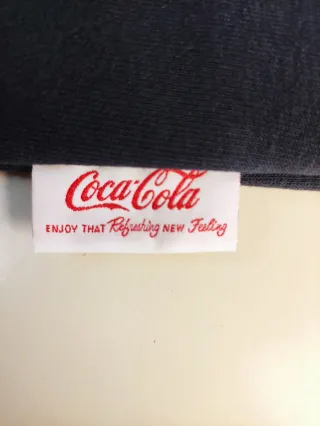 Coca-Cola
ENJOY THAT Refreshing NEW Feeling